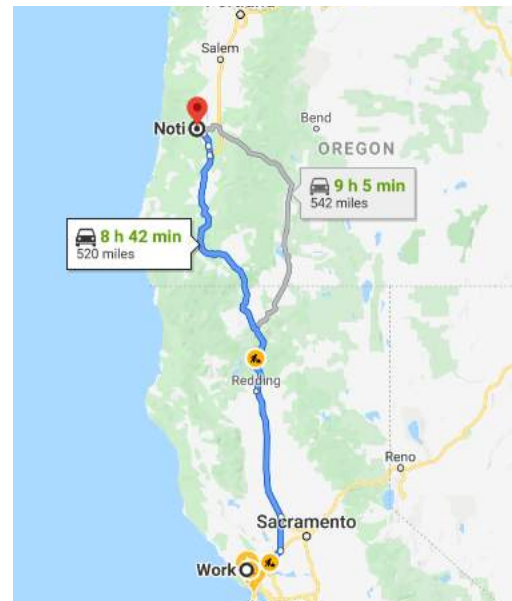 Salem
Noti
Bend
OREGON
9 h 5 min
542 miles
8 h 42 min
520 miles
Redding
Reno
Sacramento
Work